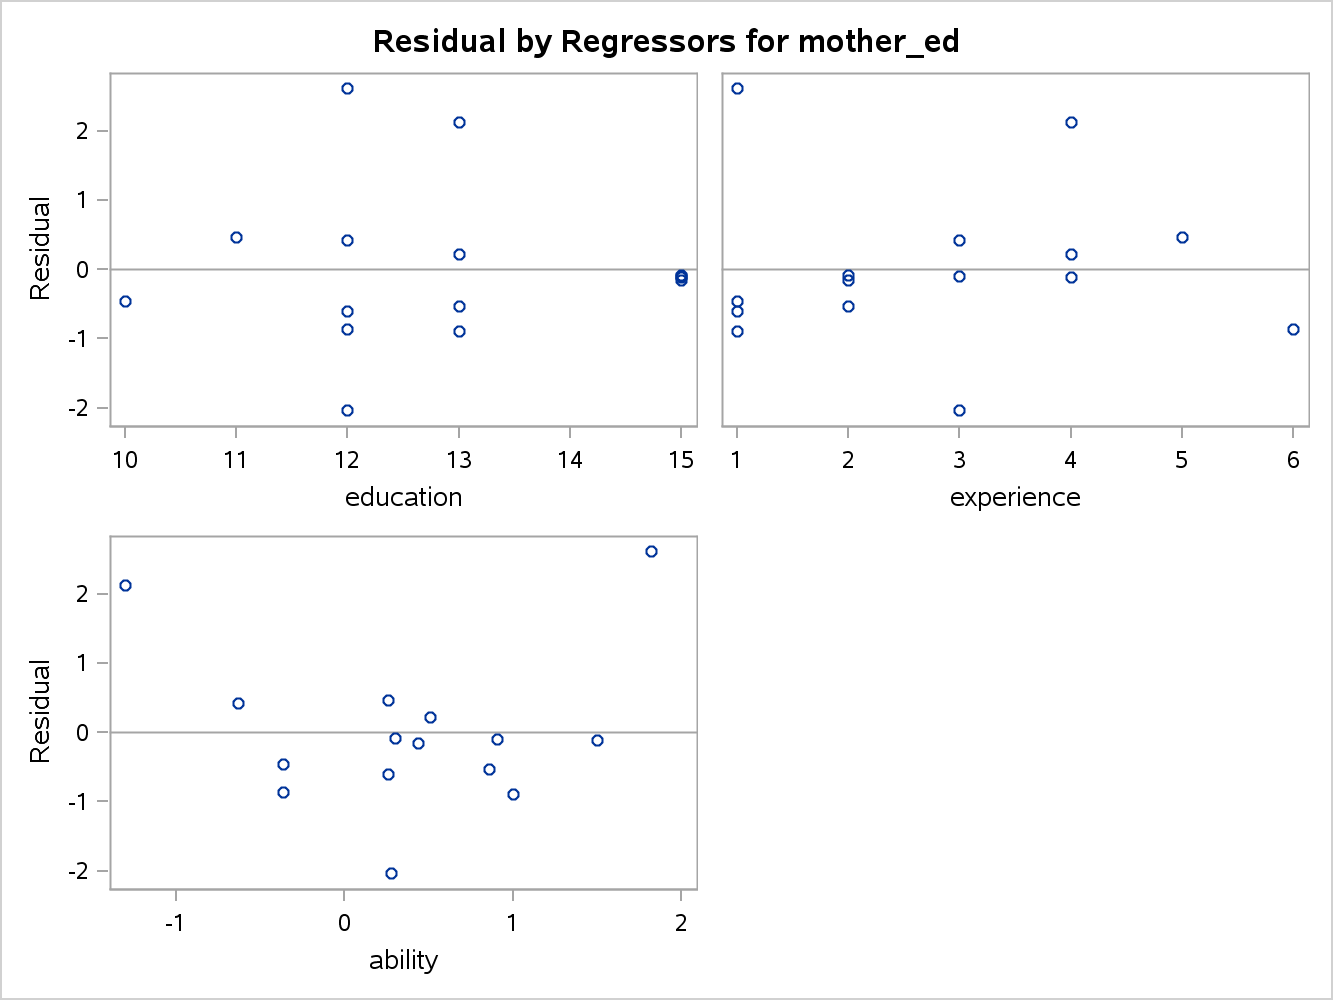 Residual by Regressors for mother_ed
Residual
2
1
0
-1
-2
10 11 12 13 14 15
education
1 2 3 4 5 6
experience
Residual
2
1
0
-1
-2
-1 0 1 2
ability